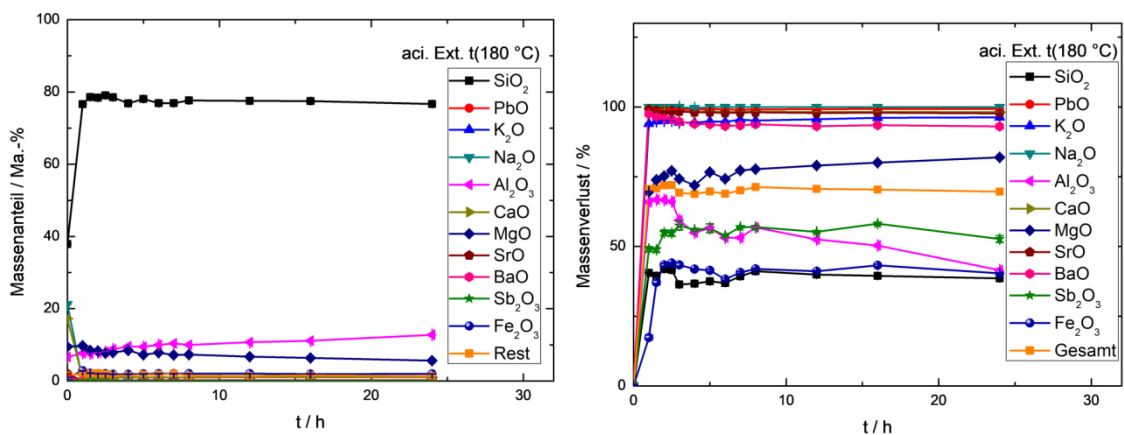 100
80
60
40
20
0
Massenanteil / Ma.-%
aci. Ext. t(180 °C)
SiO₂
PbO
K₂O
Na₂O
Al₂O₃
CaO
MgO
SrO
BaO
Sb₂O₃
Fe₂O₃
Rest
0
10
20
30
t / h
100
50
0
Massenverlust / %
aci. Ext. t(180 °C)
SiO₂
PbO
K₂O
Na₂O
Al₂O₃
CaO
MgO
SrO
BaO
Sb₂O₃
Fe₂O₃
Gesamt
0
10
20
30
t / h